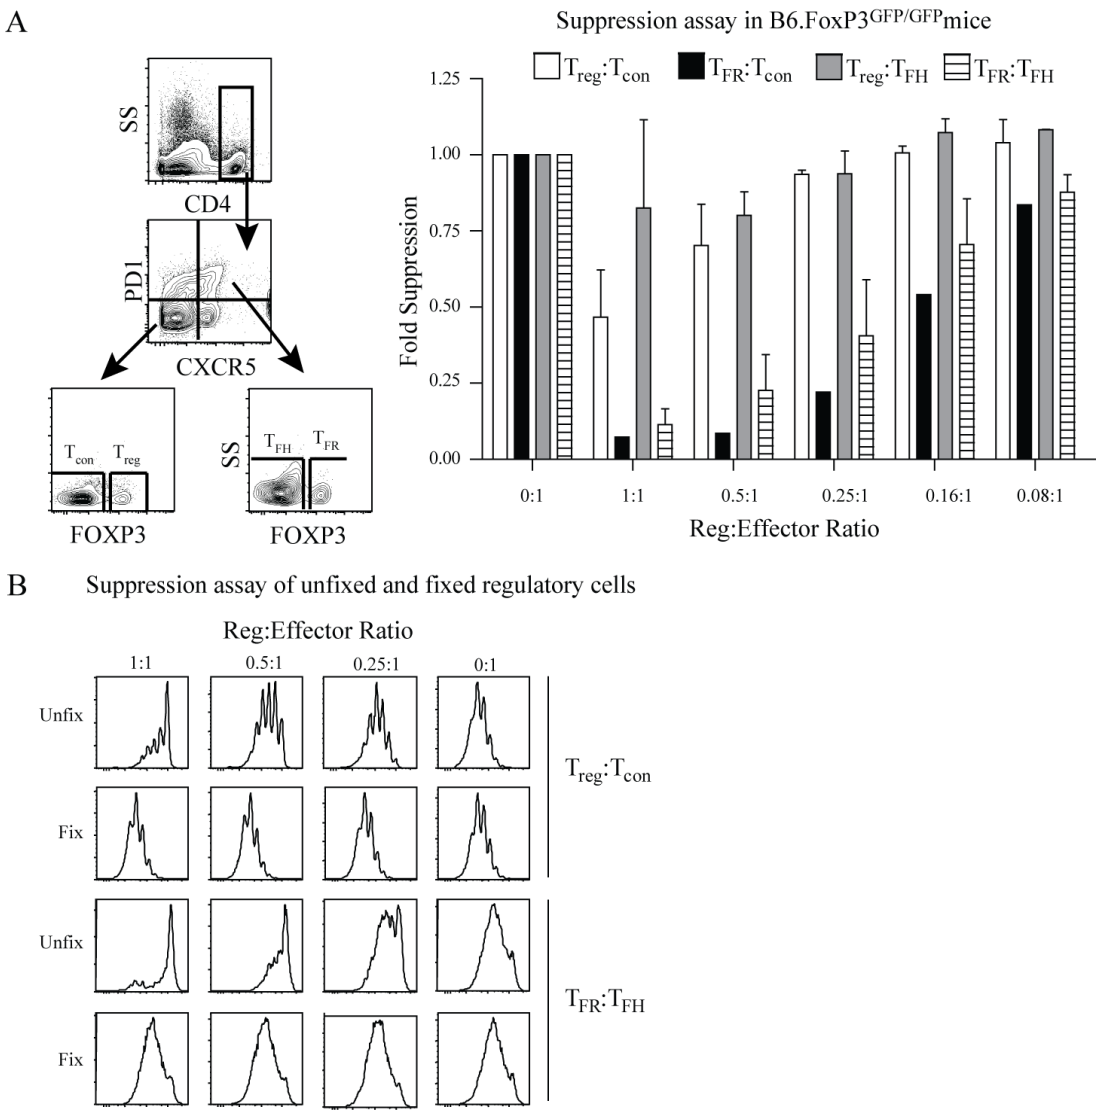 A
Suppression assay in B6.FoxP3GFP/GFPmice
Treg:Tcon TFR:Tcon Treg:TFH TFR:TFH
SS
CD4
PD1
CXCR5
Tcon Treg
FOXP3
SS
TFH TFR
FOXP3
Fold Suppression
1.25
1.00
0.75
0.50
0.25
0.00
0:1 1:1 0.5:1 0.25:1 0.16:1 0.08:1
Reg:Effector Ratio
B Suppression assay of unfixed and fixed regulatory cells
Reg:Effector Ratio
1:1 0.5:1 0.25:1 0:1
Unfix
Fix
Treg:Tcon
Unfix
Fix
TFR:TFH